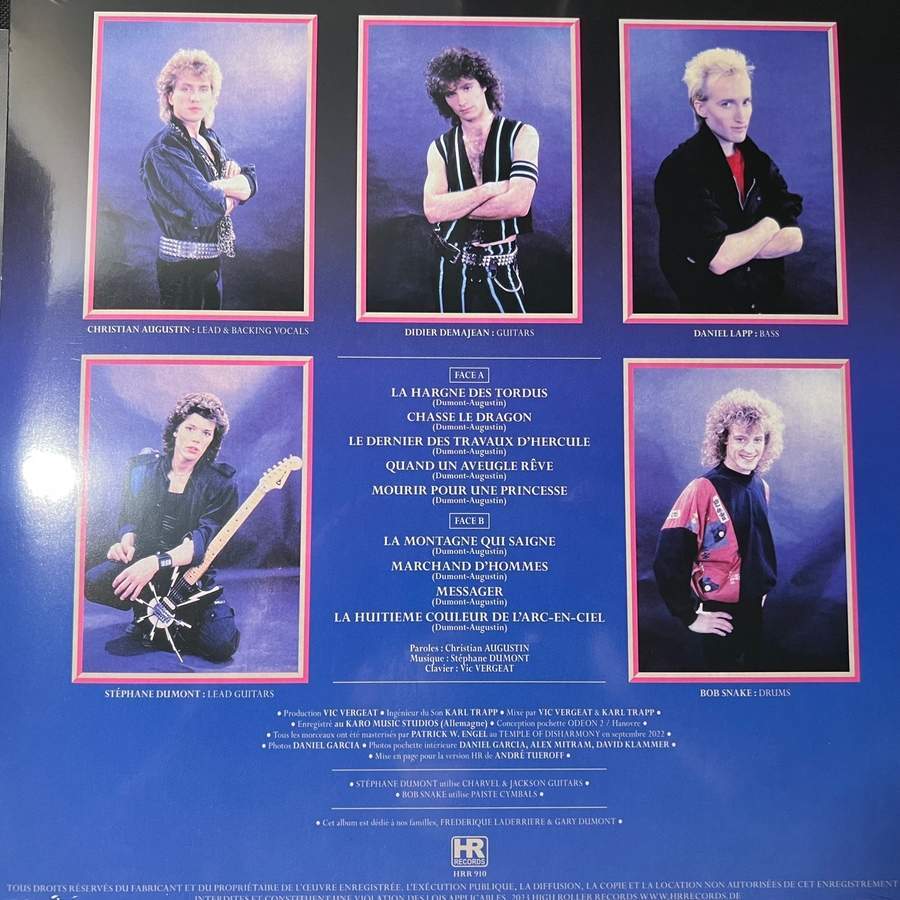 CHRISTIAN AUGUSTIN : LEAD & BACKING VOCALS
DIDIER DEMAJEAN : GUITARS
DANIEL LAPP : BASS
FACE A
LA HARGNE DES TORDUS
(Dumont-Augustin)
CHASSE LE DRAGON
(Dumont-Augustin)
LE DERNIER DES TRAVAUX D'HERCULE
(Dumont-Augustin)
QUAND UN AVEUGLE RÊVE
(Dumont-Augustin)
MOURIR POUR UNE PRINCESSE
(Dumont-Augustin)
FACE B
LA MONTAGNE QUI SAIGNE
(Dumont-Augustin)
MARCHAND D'HOMMES
(Dumont-Augustin)
MESSAGER
(Dumont-Augustin)
LA HUITIEME COULEUR DE L'ARC-EN-CIEL
(Dumont-Augustin)
Paroles : Christian AUGUSTIN
Musique : Stéphane DUMONT
Clavier : Vic VERGEAT
STÉPHANE DUMONT : LEAD GUITARS
BOB SNAKE : DRUMS
• Production VIC VERGEAT • Ingénieur du Son KARL TRAPP • Mixé par VIC VERGEAT & KARL TRAPP •
• Enregistré au KARO MUSIC STUDIOS (Allemagne) • Conception pochette ODEON 2 / Hanovre •
• Tous les morceaux ont été masterisés par PATRICK W. ENGEL au TEMPLE OF DISHARMONY en septembre 2022 •
• Photos DANIEL GARCIA • Photos pochette intérieure DANIEL GARCIA, ALEX MITRAM, DAVID KLAMMER •
• Mise en page pour la version HR de ANDRÉ TUEROFF •
• STÉPHANE DUMONT utilise CHARVEL & JACKSON GUITARS •
• BOB SNAKE utilise PAISTE CYMBALS •
• Cet album est dédié à nos familles, FREDERIQUE LADERRIERE & GARY DUMONT •
HR
RECORDS
HRR 910
TOUS DROITS RÉSERVÉS DU FABRICANT ET DU PROPRIÉTAIRE DE L'ŒUVRE ENREGISTRÉE. L'EXÉCUTION PUBLIQUE, LA DIFFUSION, LA COPIE ET LA LOCATION NON AUTORISÉES DE CET ENREGISTREMENT
INTERDITES ET CONSTITUENT UNE VIOLATION DES LOIS APPLICABLES. 2023 HIGH ROLLER RECORDS WWW.HRRECORDS.DE